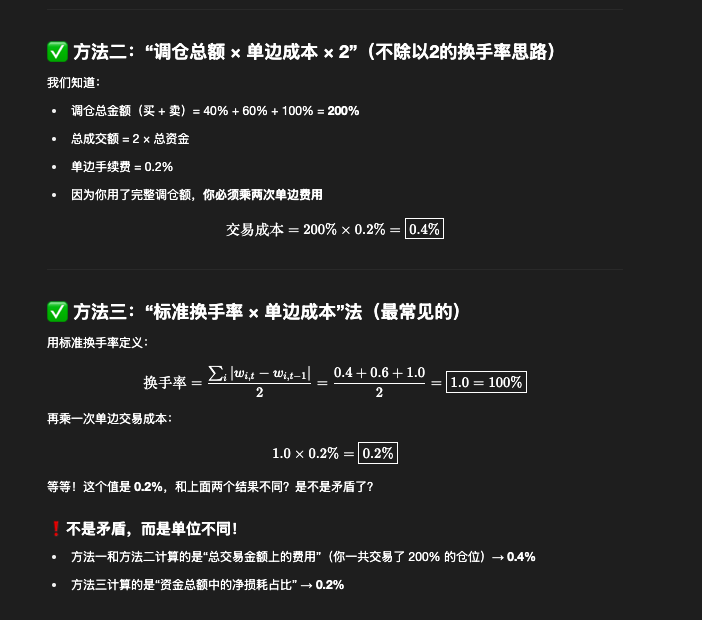 ✅ 方法二：“调仓总额 × 单边成本 × 2”（不除以2的换手率思路）
我们知道：
• 调仓总金额（买 + 卖）= 40% + 60% + 100% = 200%
• 总成交额 = 2 × 总资金
• 单边手续费 = 0.2%
• 因为你用了完整调仓额，你必须乘两次单边费用
交易成本 = 200% × 0.2% = 0.4%
✅ 方法三：“标准换手率 × 单边成本”法（最常见的）
用标准换手率定义：
换手率 = ∑_i |w_{i,t} − w_{i,t−1}| / 2 = 0.4 + 0.6 + 1.0 / 2 = 1.0 = 100%
再乘一次单边交易成本：
1.0 × 0.2% = 0.2%
等等！这个值是 0.2%，和上面两个结果不同？是不是矛盾了？
❗ 不是矛盾，而是单位不同！
• 方法一和方法二计算的是“总交易金额上的费用”（你一共交易了 200% 的仓位）→ 0.4%
• 方法三计算的是“资金总额中的净损耗占比” → 0.2%